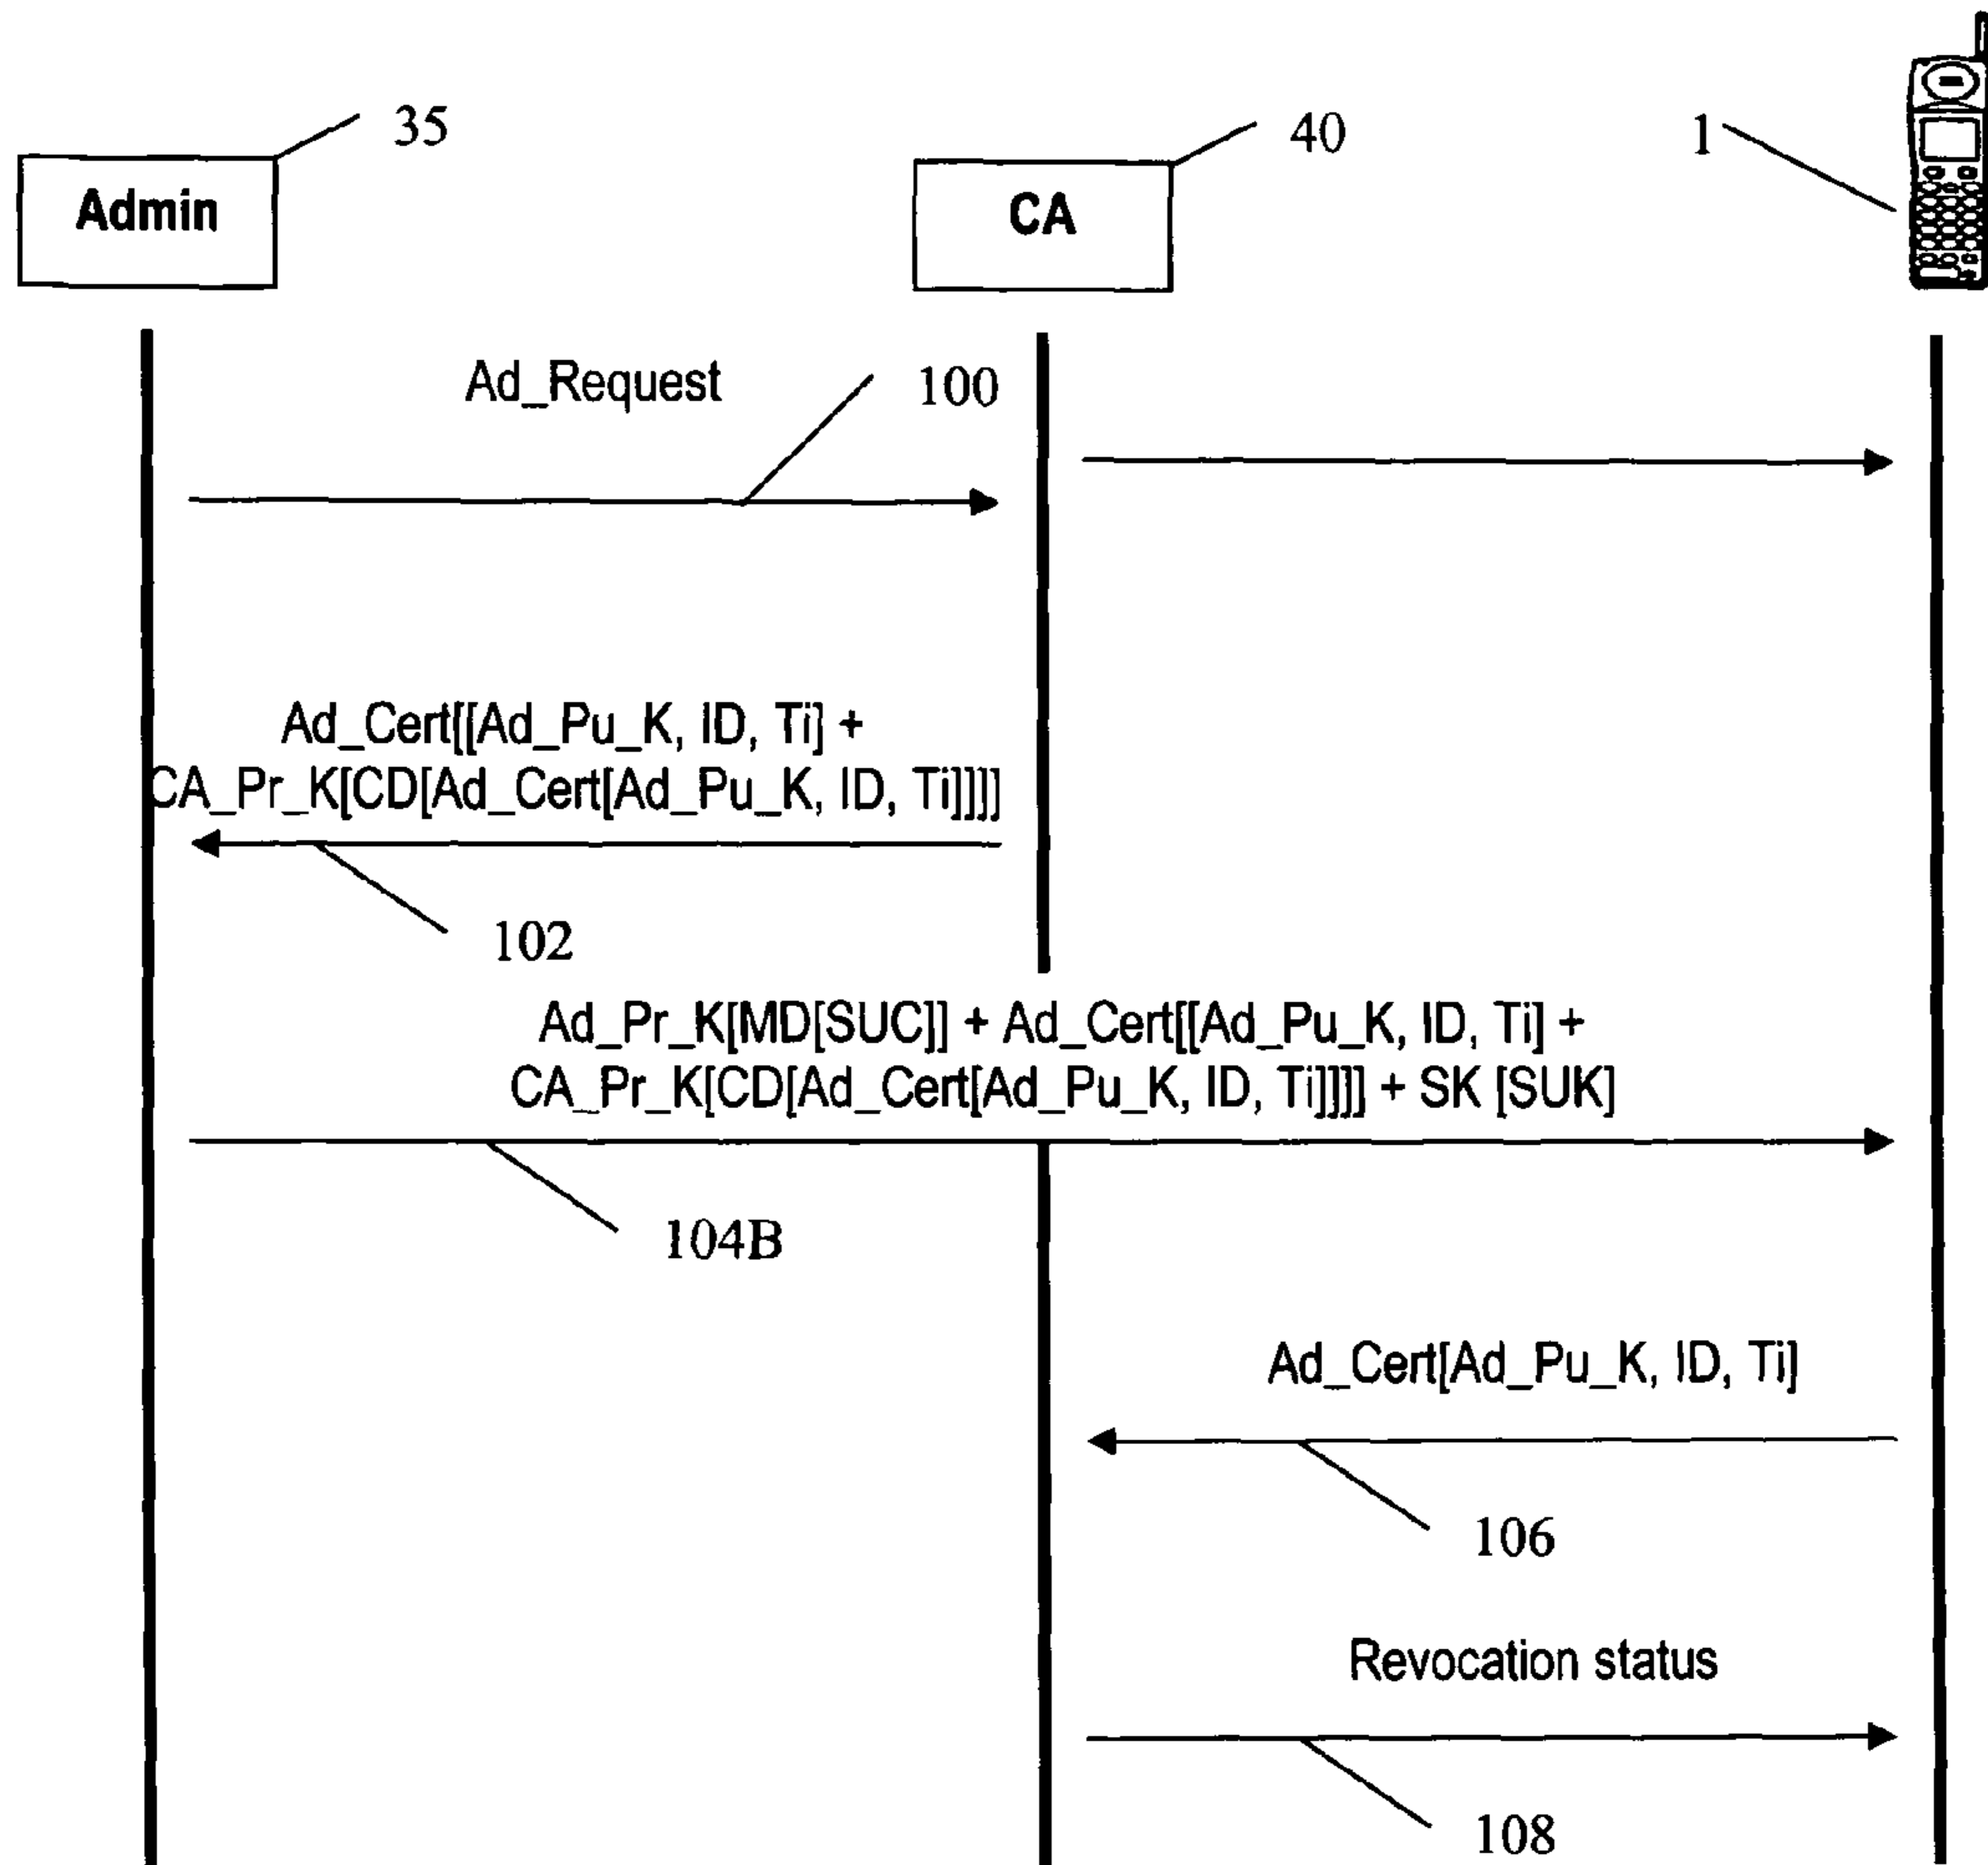 35
40
1
Admin
CA
Ad_Request
100
Ad_Cert[[Ad_Pu_K, ID, Ti] +
CA_Pr_K[CD[Ad_Cert[Ad_Pu_K, ID, Ti]]]]
102
Ad_Pr_K[MD[SUC]] + Ad_Cert[[Ad_Pu_K, ID, Ti] +
CA_Pr_K[CD[Ad_Cert[Ad_Pu_K, ID, Ti]]]] + SK [SUK]
104B
Ad_Cert[Ad_Pu_K, ID, Ti]
106
Revocation status
108